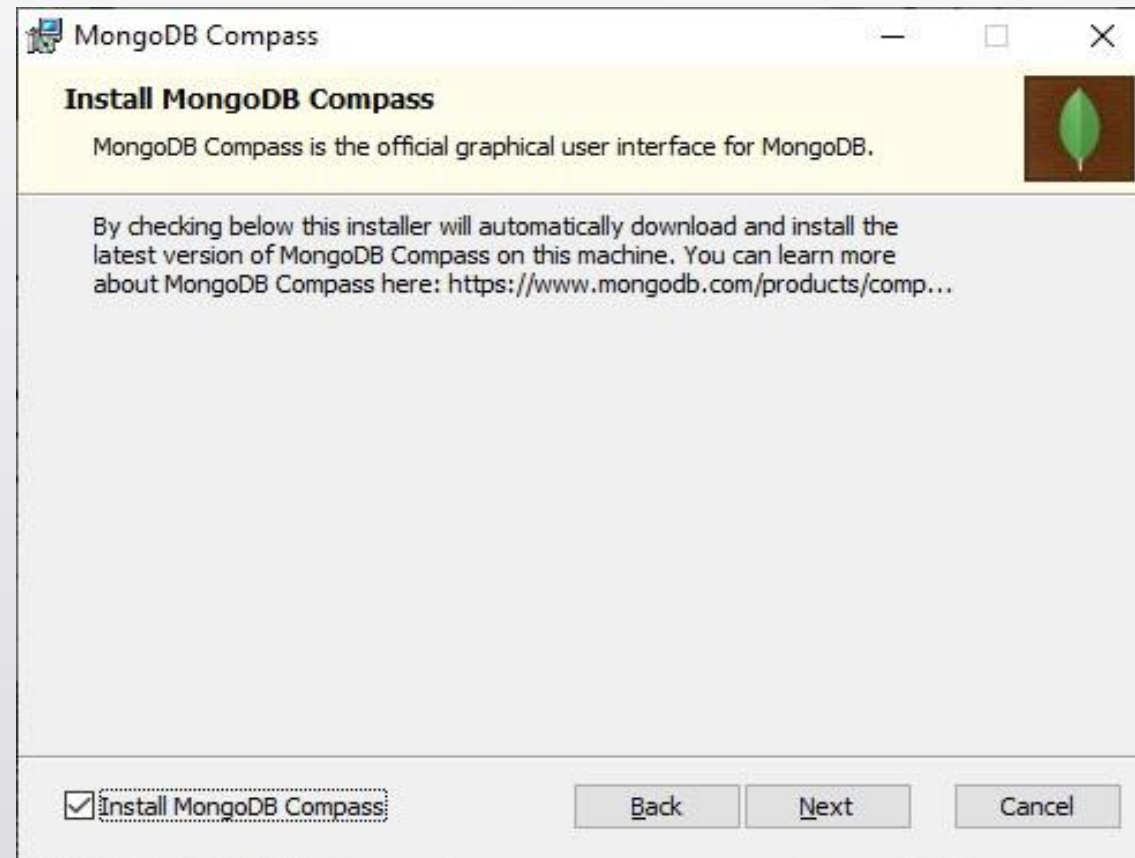 MongoDB Compass
Install MongoDB Compass
MongoDB Compass is the official graphical user interface for MongoDB.
By checking below this installer will automatically download and install the
latest version of MongoDB Compass on this machine. You can learn more
about MongoDB Compass here: https://www.mongodb.com/products/comp...
Install MongoDB Compass
Back
Next
Cancel